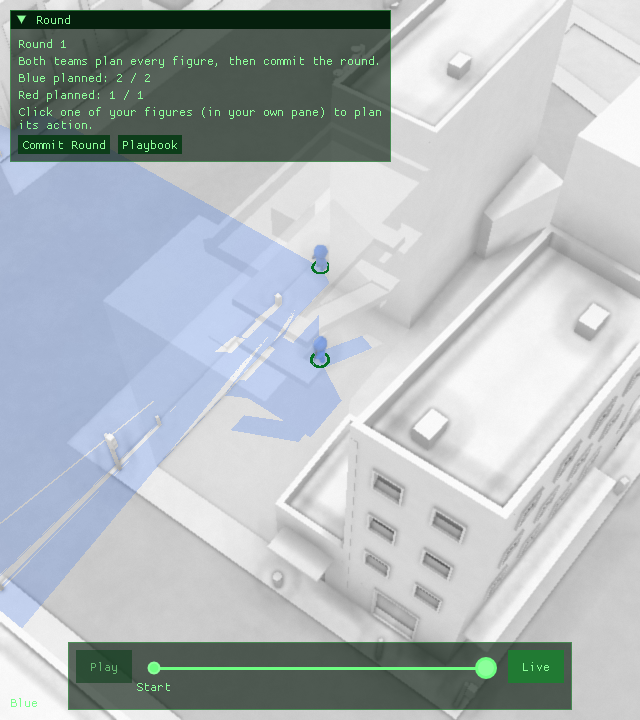 Round
Round 1
Both teams plan every figure, then commit the round.
Blue planned: 2 / 2
Red planned: 1 / 1
Click one of your figures (in your own pane) to plan
its action.
Commit Round
Playbook
Play
Start
Live
Blue